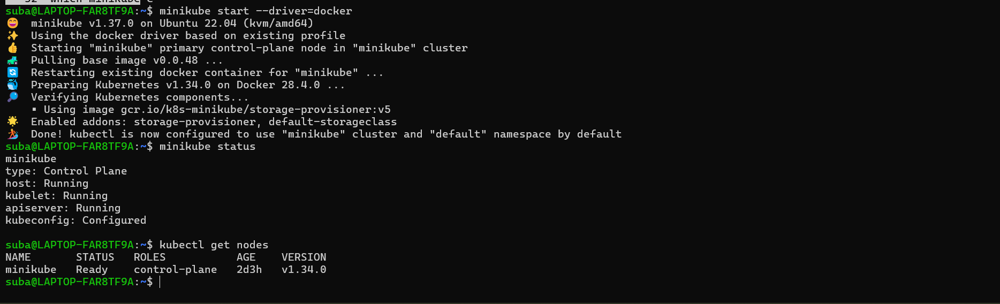 suba@LAPTOP-FAR8TF9A:~$ minikube start --driver=docker
minikube v1.37.0 on Ubuntu 22.04 (kvm/amd64)
Using the docker driver based on existing profile
Starting "minikube" primary control-plane node in "minikube" cluster
Pulling base image v0.0.48 ...
Restarting existing docker container for "minikube" ...
Preparing Kubernetes v1.34.0 on Docker 28.4.0 ...
Verifying Kubernetes components...
▪ Using image gcr.io/k8s-minikube/storage-provisioner:v5
Enabled addons: storage-provisioner, default-storageclass
Done! kubectl is now configured to use "minikube" cluster and "default" namespace by default
suba@LAPTOP-FAR8TF9A:~$ minikube status
minikube
type: Control Plane
host: Running
kubelet: Running
apiserver: Running
kubeconfig: Configured
suba@LAPTOP-FAR8TF9A:~$ kubectl get nodes
NAME STATUS ROLES AGE VERSION
minikube Ready control-plane 2d3h v1.34.0
suba@LAPTOP-FAR8TF9A:~$